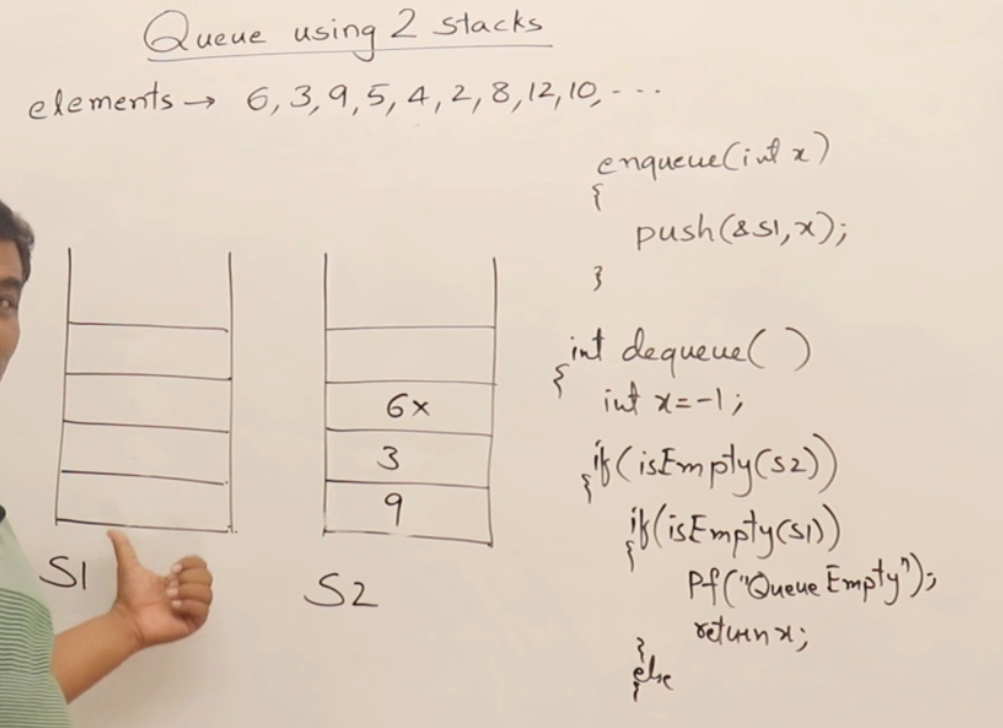 Queue using 2 stacks
elements → 6, 3, 9, 5, 4, 2, 8, 12, 10, - - -
enqueue(int x)
{
push(&S1, x);
}
int dequeue( )
{
int x=-1;
if(isEmpty(S2))
{
if(isEmpty(S1))
{
Pf("Queue Empty");
return x;
}
else
{
6x
3
9
S1
S2